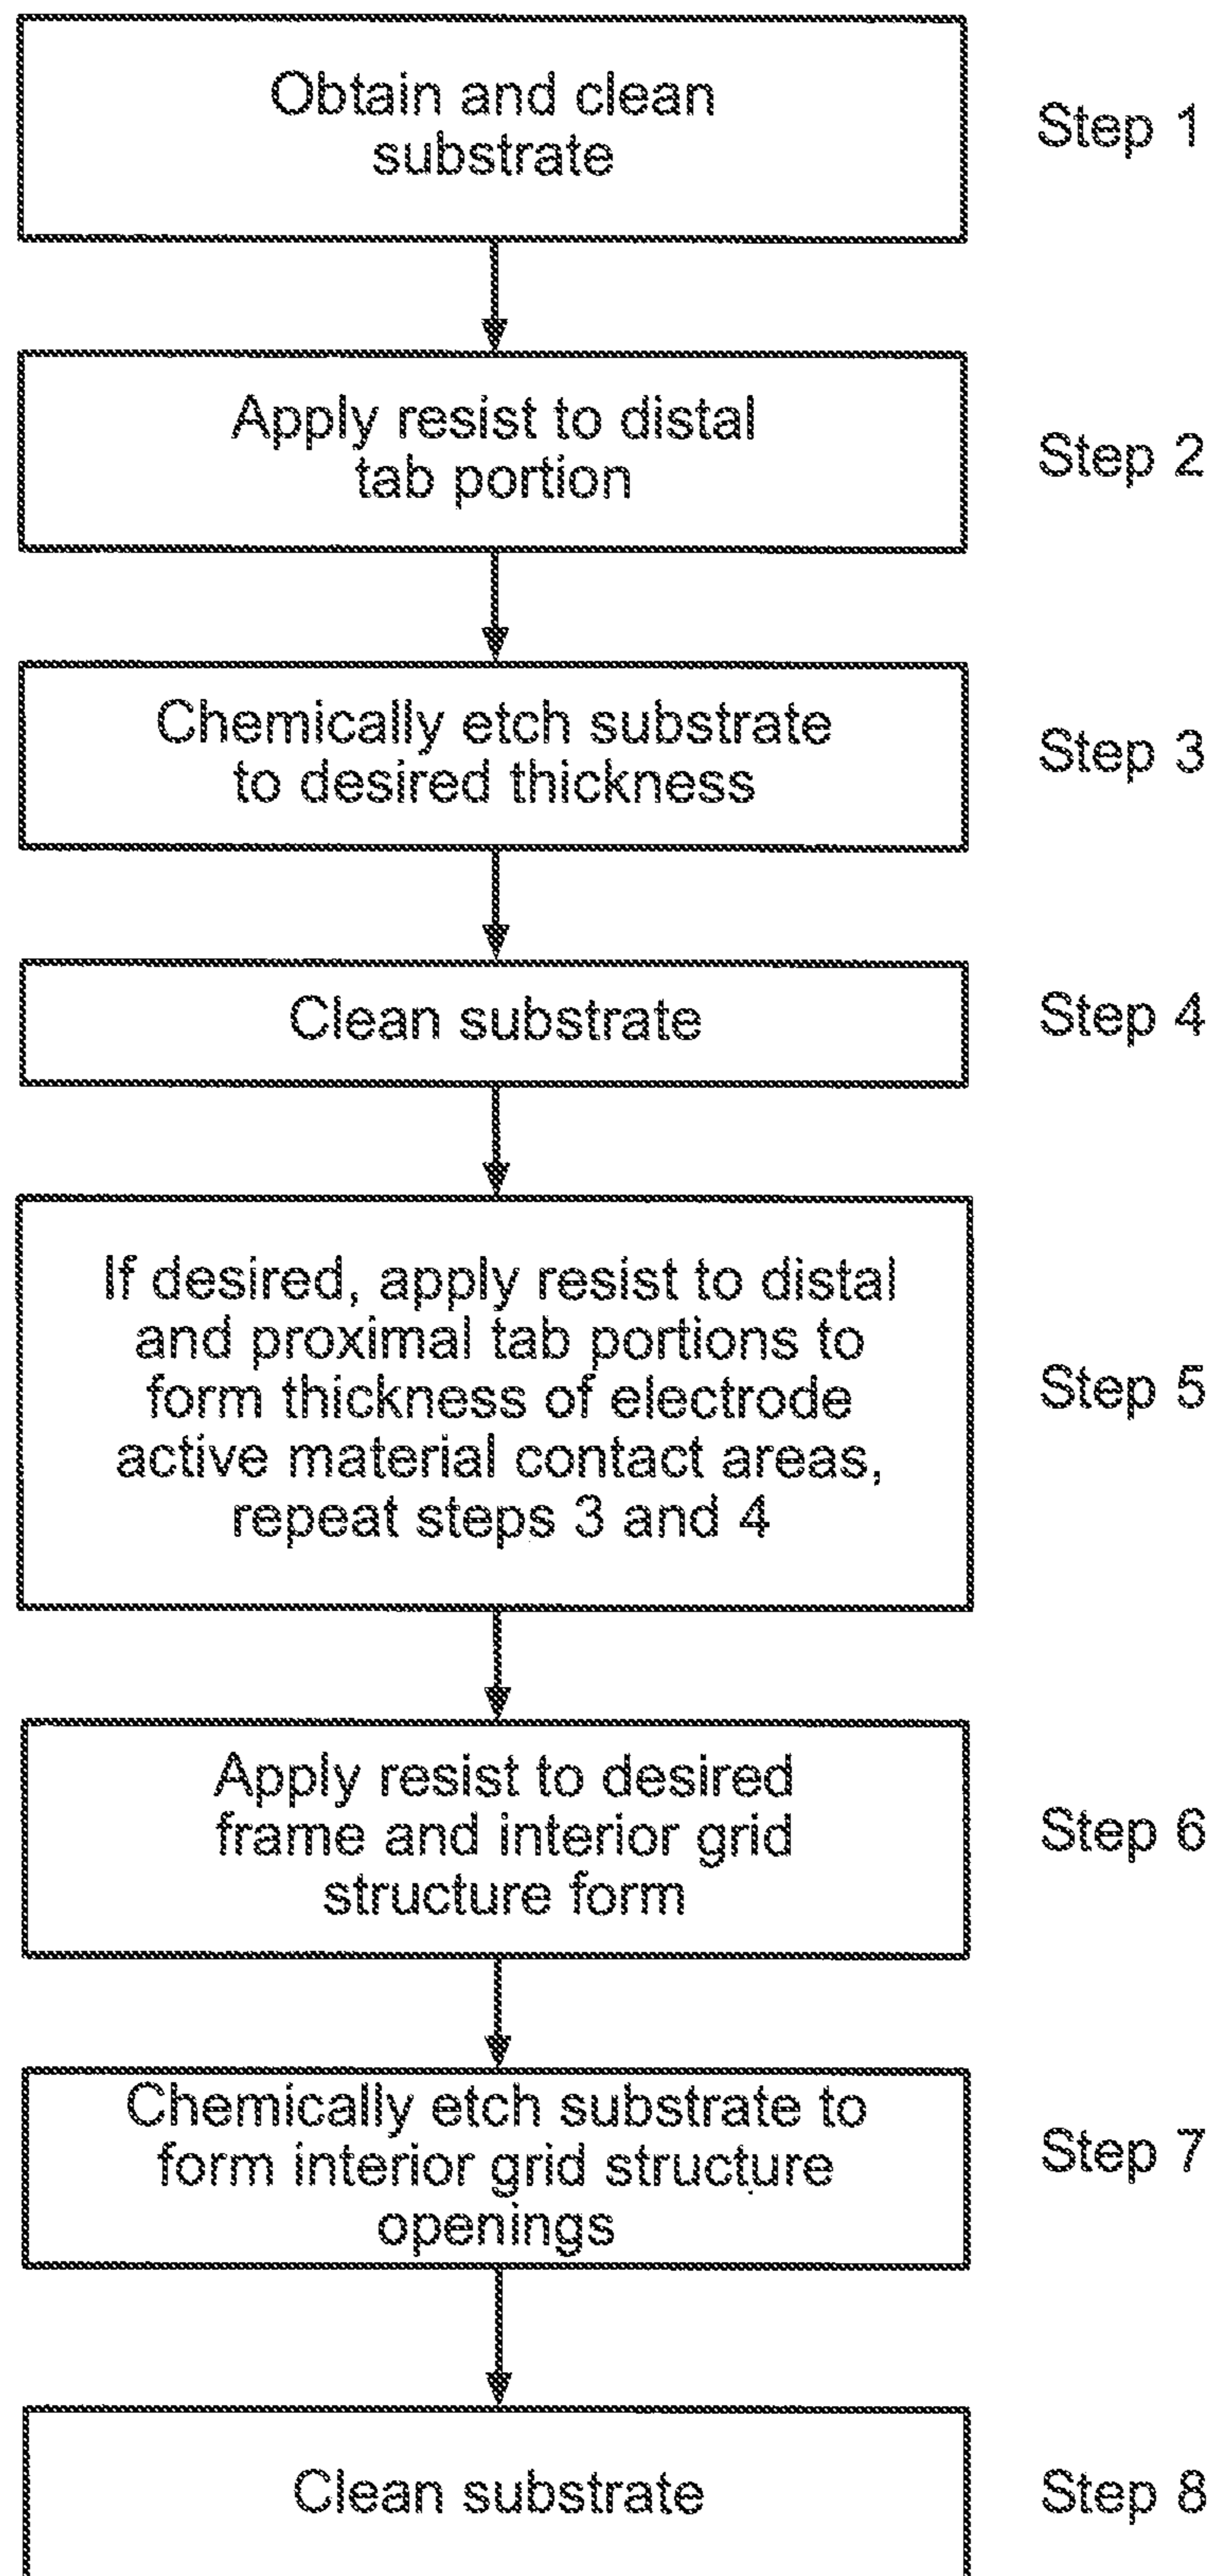 Obtain and clean
substrate
Step 1
Apply resist to distal
tab portion
Step 2
Chemically etch substrate
to desired thickness
Step 3
Clean substrate
Step 4
If desired, apply resist to distal
and proximal tab portions to
form thickness of electrode
active material contact areas,
repeat steps 3 and 4
Step 5
Apply resist to desired
frame and interior grid
structure form
Step 6
Chemically etch substrate to
form interior grid structure
openings
Step 7
Clean substrate
Step 8